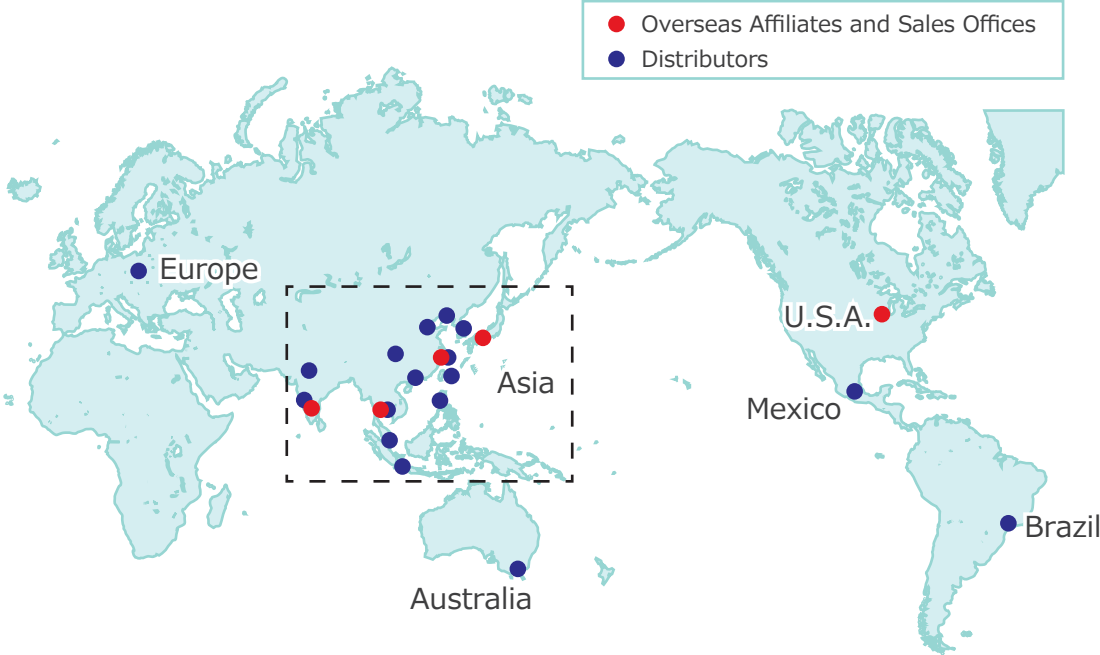 Overseas Affiliates and Sales Offices
Distributors
Europe
U.S.A.
Asia
Mexico
Brazil
Australia